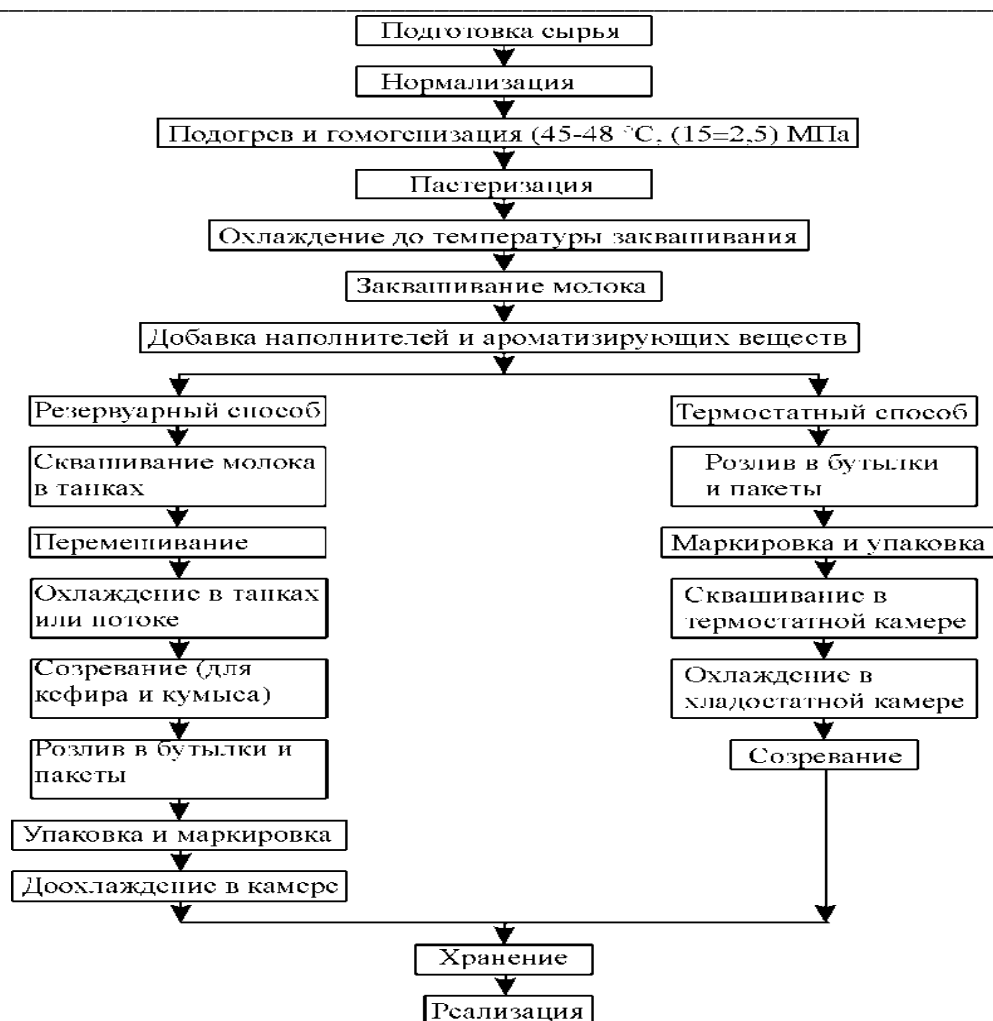 Подготовка сырья
Нормализация
Подогрев и гомогенизация (45-48 °С, (15=2,5) МПа
Пастеризация
Охлаждение до температуры заквашивания
Заквашивание молока
Добавка наполнителей и ароматизирующих веществ
Резервуарный способ
Сквашивание молока
в танках
Перемешивание
Охлаждение в танках
или потоке
Созревание (для
кефира и кумыса)
Розлив в бутылки и
пакеты
Упаковка и маркировка
Доохлаждение в камере
Термостатный способ
Розлив в бутылки
и пакеты
Маркировка и упаковка
Сквашивание в
термостатной камере
Охлаждение в
хладостатной камере
Созревание
Хранение
Реализация